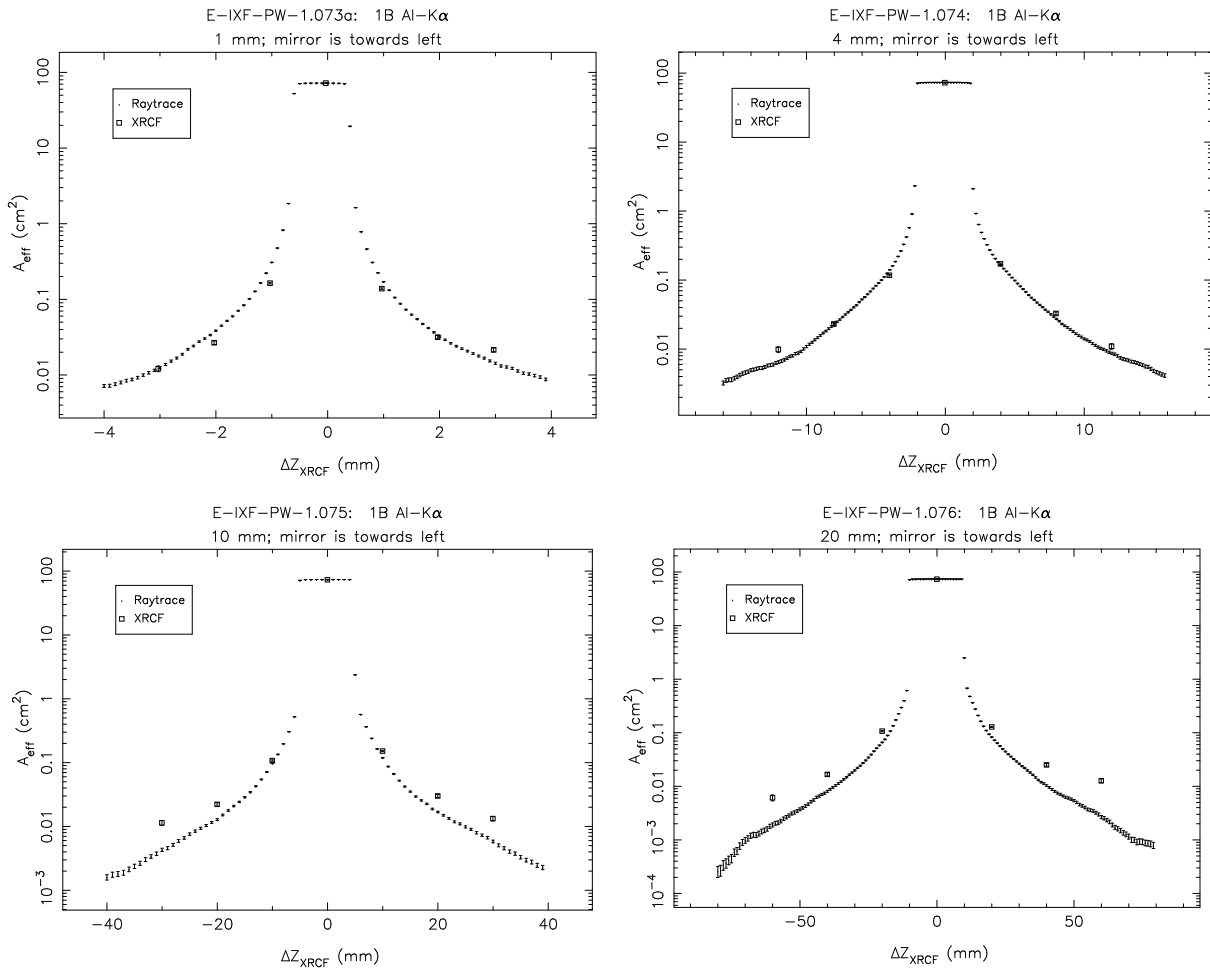 E-IXF-PW-1.073a: 1B Al-Kα
1 mm; mirror is towards left
100
10
1
0.1
0.01
A_eff (cm²)
Raytrace
XRCF
−4 −2 0 2 4
ΔZ_XRCF (mm)
E-IXF-PW-1.074: 1B Al-Kα
4 mm; mirror is towards left
100
10
1
0.1
0.01
A_eff (cm²)
Raytrace
XRCF
−10 0 10
ΔZ_XRCF (mm)
E-IXF-PW-1.075: 1B Al-Kα
10 mm; mirror is towards left
100
10
1
0.1
0.01
10⁻³
A_eff (cm²)
Raytrace
XRCF
−40 −20 0 20 40
ΔZ_XRCF (mm)
E-IXF-PW-1.076: 1B Al-Kα
20 mm; mirror is towards left
100
10
1
0.1
0.01
10⁻³
10⁻⁴
A_eff (cm²)
Raytrace
XRCF
−50 0 50
ΔZ_XRCF (mm)